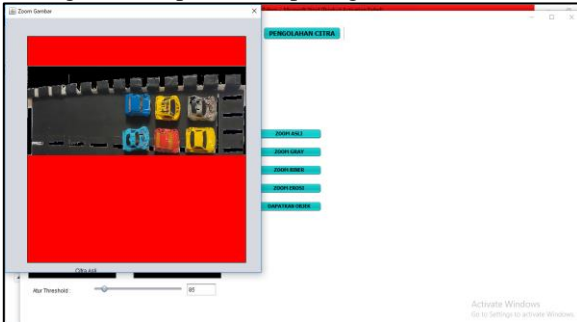 Zoom Gambar
PENGOLAHAN CITRA
ZOOM ASLI
ZOOM GRAY
ZOOM BINER
ZOOM EROSI
DAPATKAN OBJEK
Citra Asli
Atur Threshold :
95
Activate Windows
Go to Settings to activate Windows.